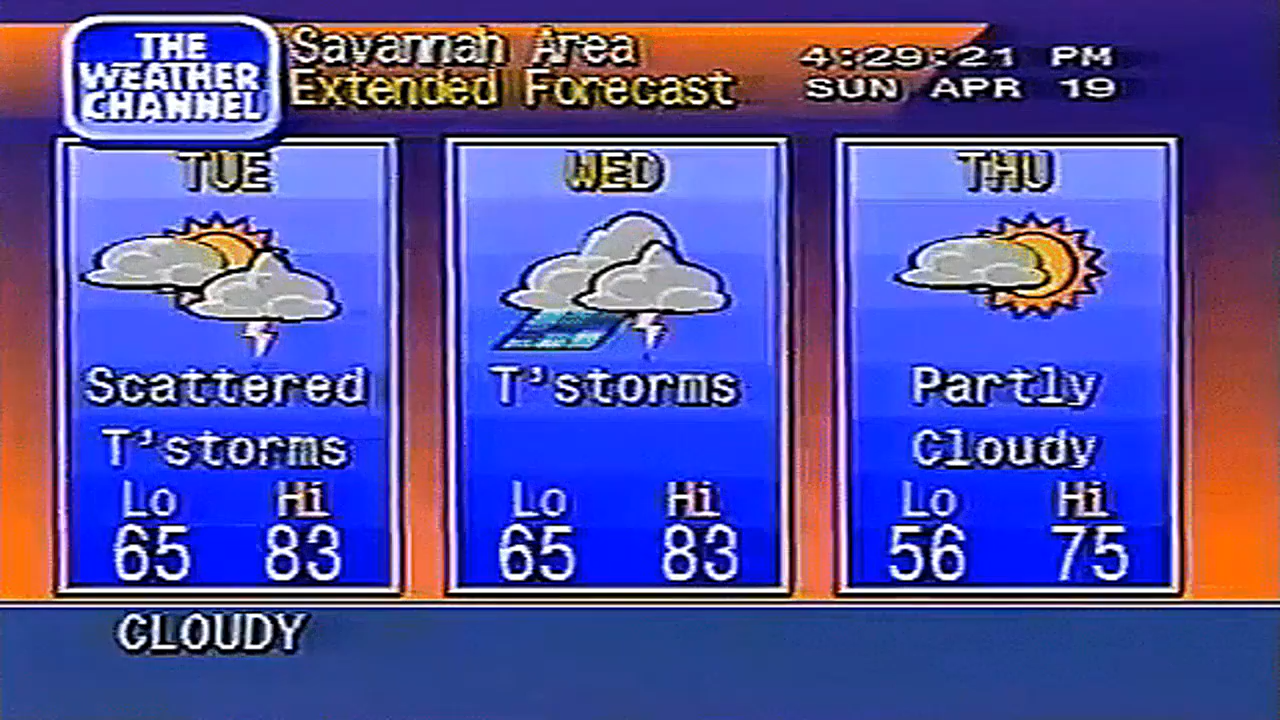 THE
WEATHER
CHANNEL
Savannah Area
Extended Forecast
4:29:21 PM
SUN APR 19
TUE
Scattered
T'storms
Lo Hi
65 83
WED
T'storms
Lo Hi
65 83
THU
Partly
Cloudy
Lo Hi
56 75
CLOUDY